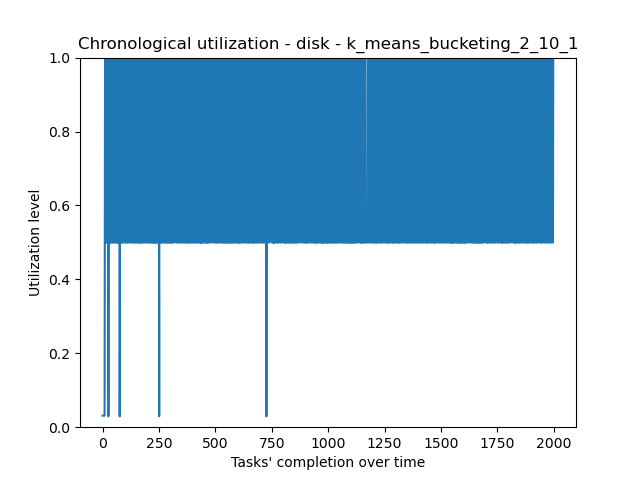 Chronological utilization - disk - k_means_bucketing_2_10_1
1.0
0.8
0.6
0.4
0.2
0.0
Utilization level
0 250 500 750 1000 1250 1500 1750 2000
Tasks' completion over time